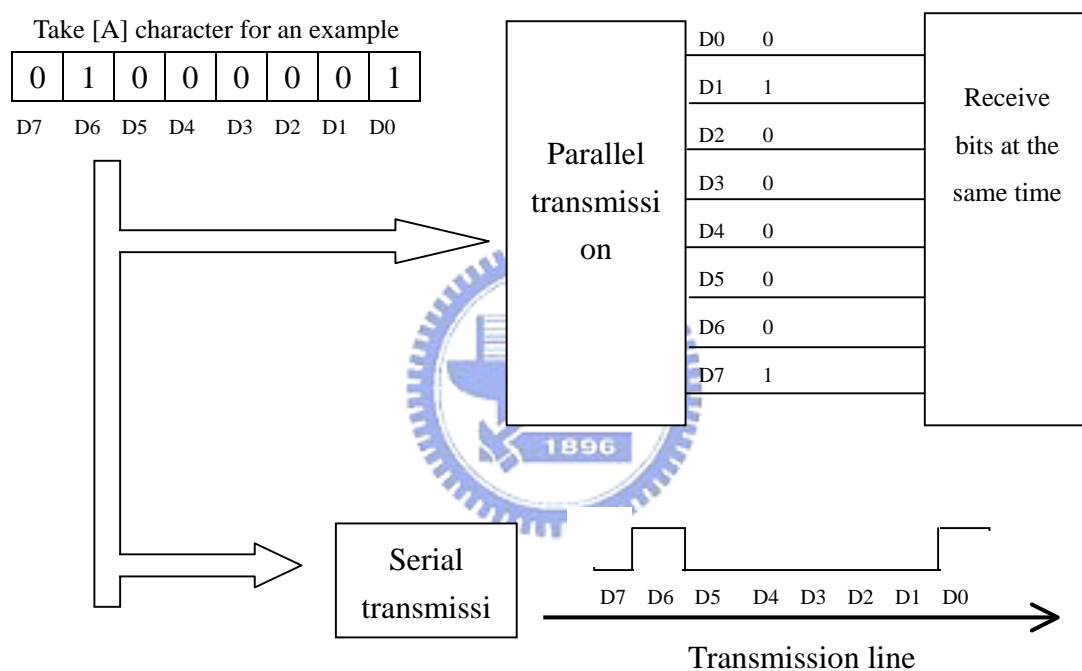 Take [A] character for an example
0 1 0 0 0 0 0 1
D7 D6 D5 D4 D3 D2 D1 D0
Parallel
transmissi
on
D0 0
D1 1
D2 0
D3 0
D4 0
D5 0
D6 0
D7 1
Receive
bits at the
same time
1896
Serial
transmissi
D7 D6 D5 D4 D3 D2 D1 D0
Transmission line